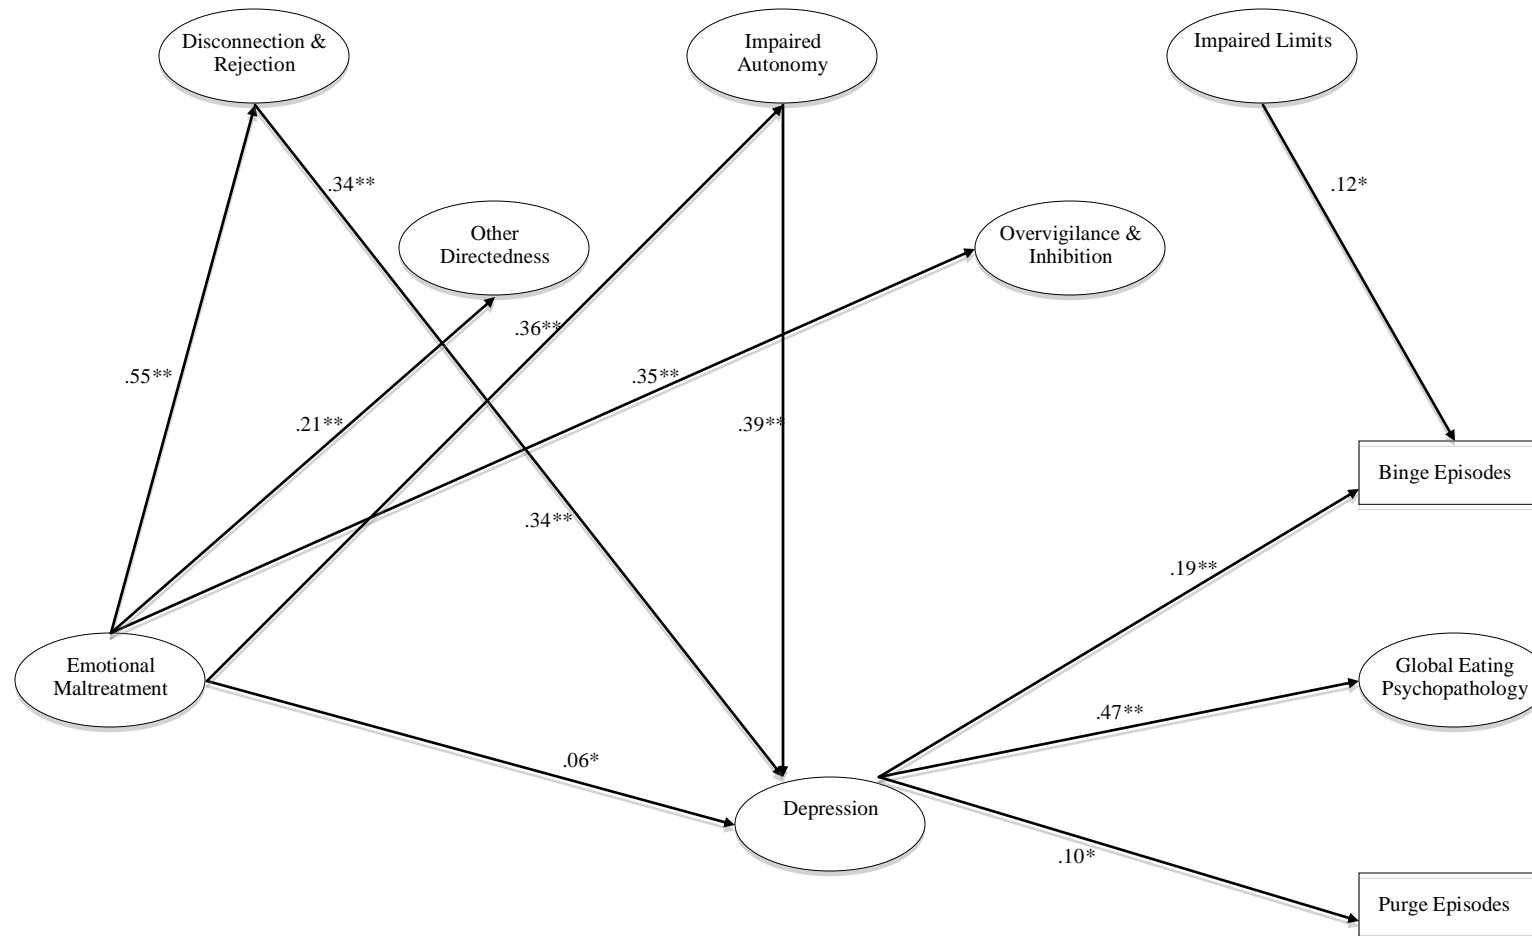 Disconnection &
Rejection
Impaired
Autonomy
Impaired Limits
.34**
.12*
Other
Directedness
Overvigilance &
Inhibition
.36**
.55**
.35**
.21**
.39**
Binge Episodes
.34**
.19**
Emotional
Maltreatment
Global Eating
Psychopathology
.47**
.06*
Depression
.10*
Purge Episodes